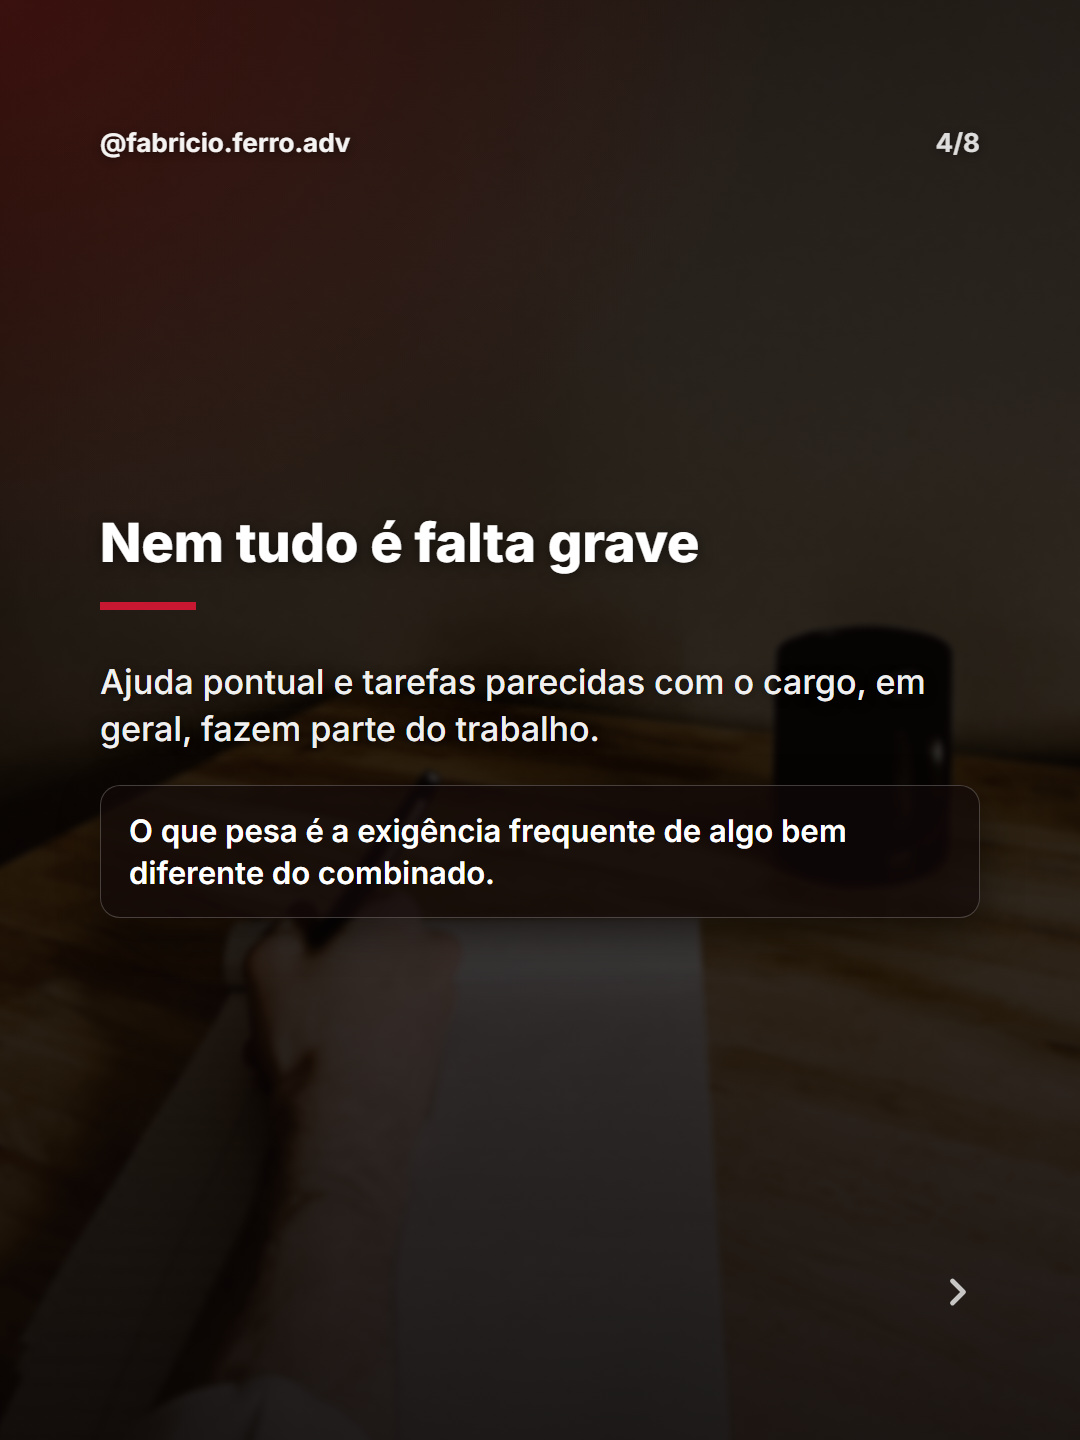 @fabricio.ferro.adv
4/8
Nem tudo é falta grave
Ajuda pontual e tarefas parecidas com o cargo, em
geral, fazem parte do trabalho.
O que pesa é a exigência frequente de algo bem
diferente do combinado.